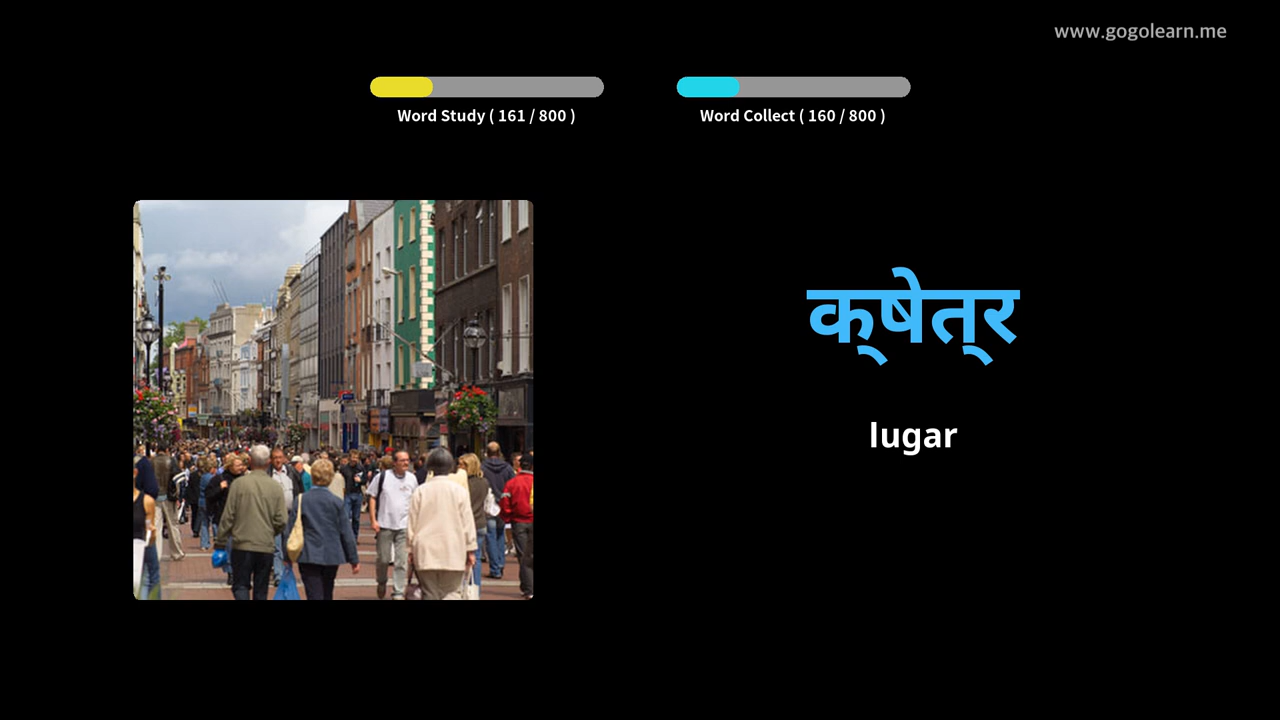 www.gogolearn.me
Word Study ( 161 / 800 )
Word Collect ( 160 / 800 )
क्षेत्र
lugar